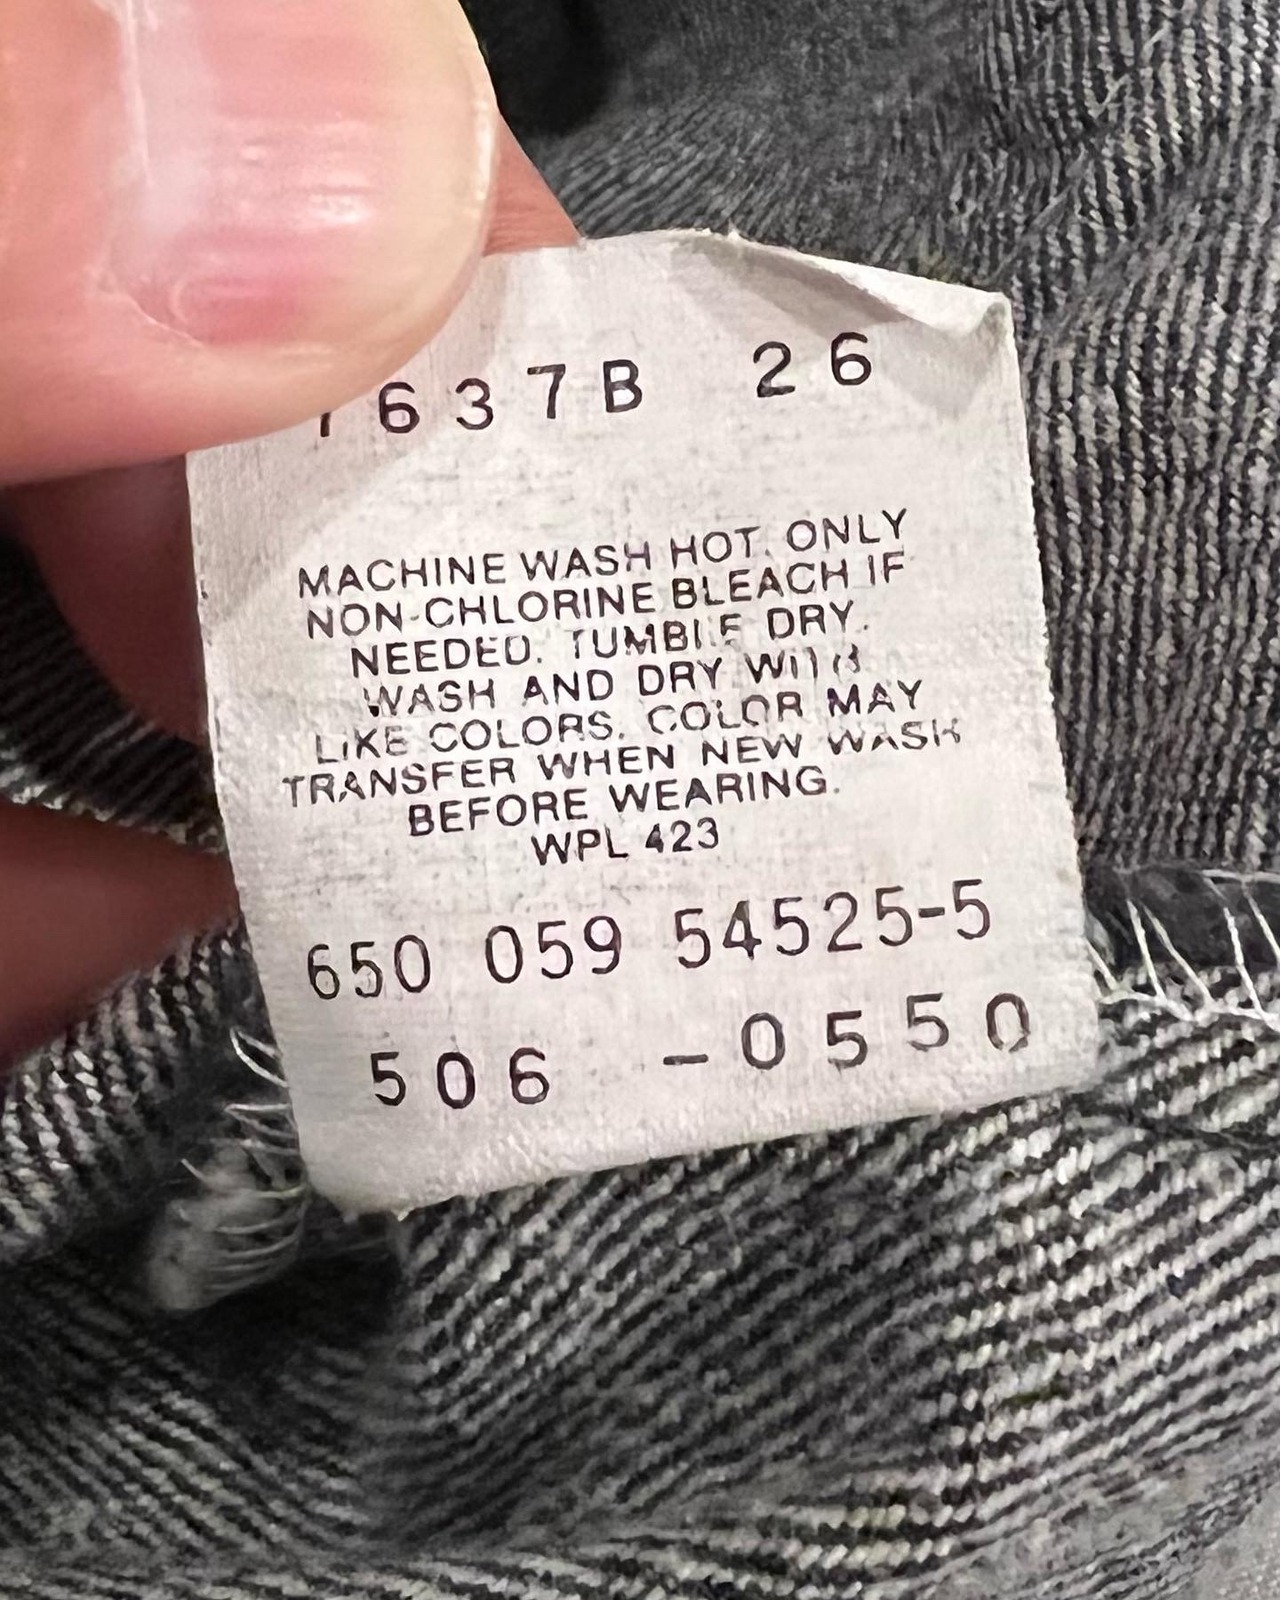 637B 26
MACHINE WASH HOT. ONLY
NON-CHLORINE BLEACH IF
NEEDED. TUMBLE DRY.
WASH AND DRY WITH
LIKE COLORS. COLOR MAY
TRANSFER WHEN NEW WASH
BEFORE WEARING.
WPL 423
650 059 54525-5
506 -0550